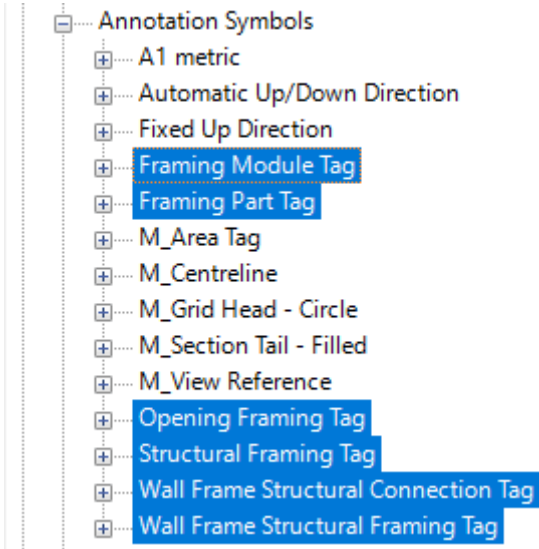 Annotation Symbols
A1 metric
Automatic Up/Down Direction
Fixed Up Direction
Framing Module Tag
Framing Part Tag
M_Area Tag
M_Centreline
M_Grid Head - Circle
M_Section Tail - Filled
M_View Reference
Opening Framing Tag
Structural Framing Tag
Wall Frame Structural Connection Tag
Wall Frame Structural Framing Tag